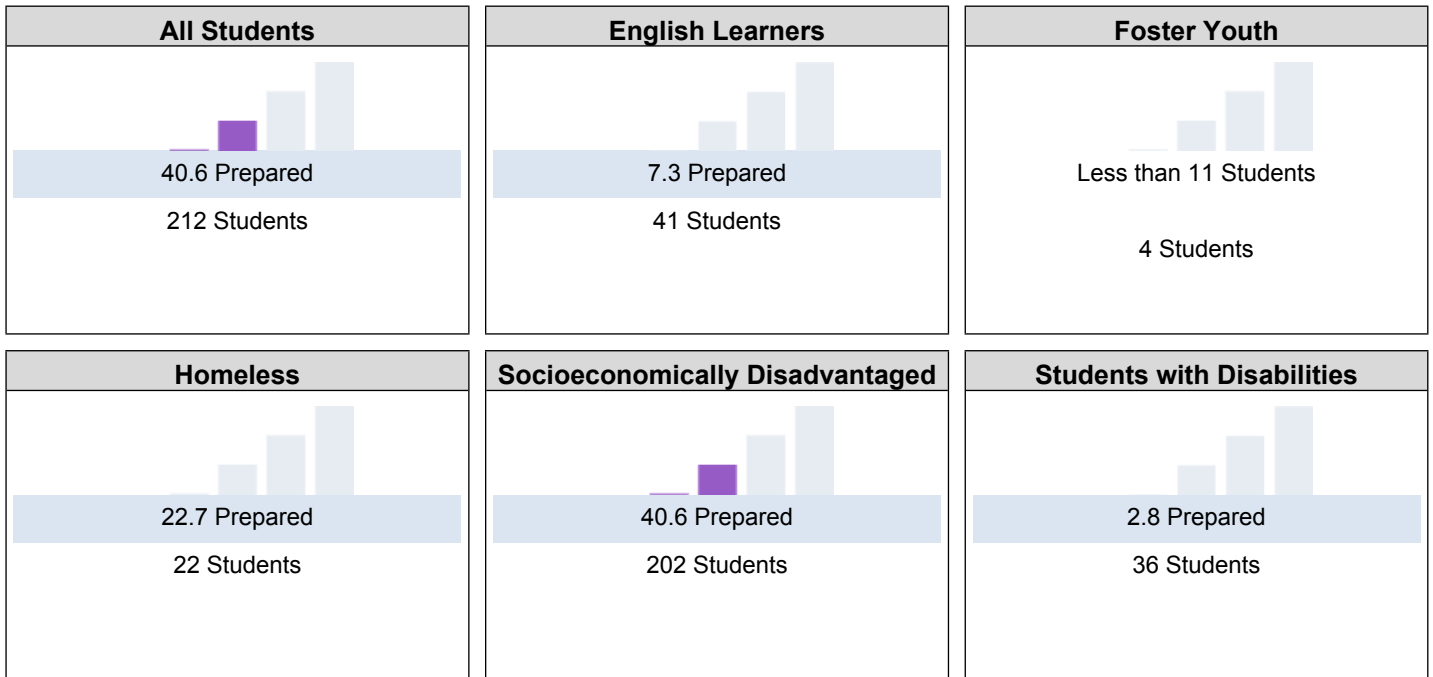 All Students
40.6 Prepared
212 Students
English Learners
7.3 Prepared
41 Students
Foster Youth
Less than 11 Students
4 Students
Homeless
22.7 Prepared
22 Students
Socioeconomically Disadvantaged
40.6 Prepared
202 Students
Students with Disabilities
2.8 Prepared
36 Students